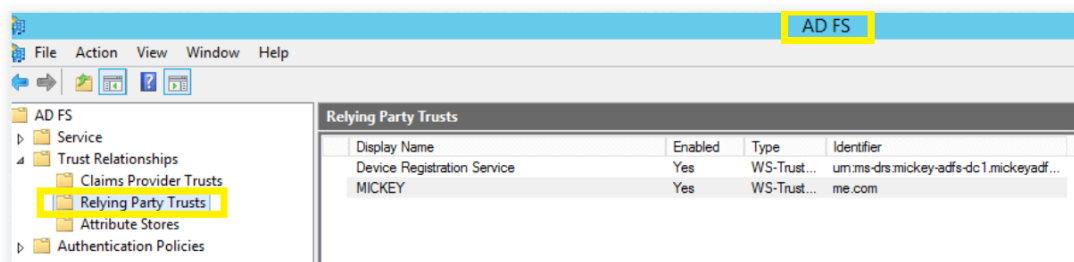 AD FS
File Action View Window Help
AD FS
Service
Trust Relationships
Claims Provider Trusts
Relying Party Trusts
Attribute Stores
Authentication Policies
Relying Party Trusts
Display Name Enabled Type Identifier
Device Registration Service Yes WS-Trust... urn:ms-drs:mickey-adfs-dc1.mickeyadf...
MICKEY Yes WS-Trust... me.com